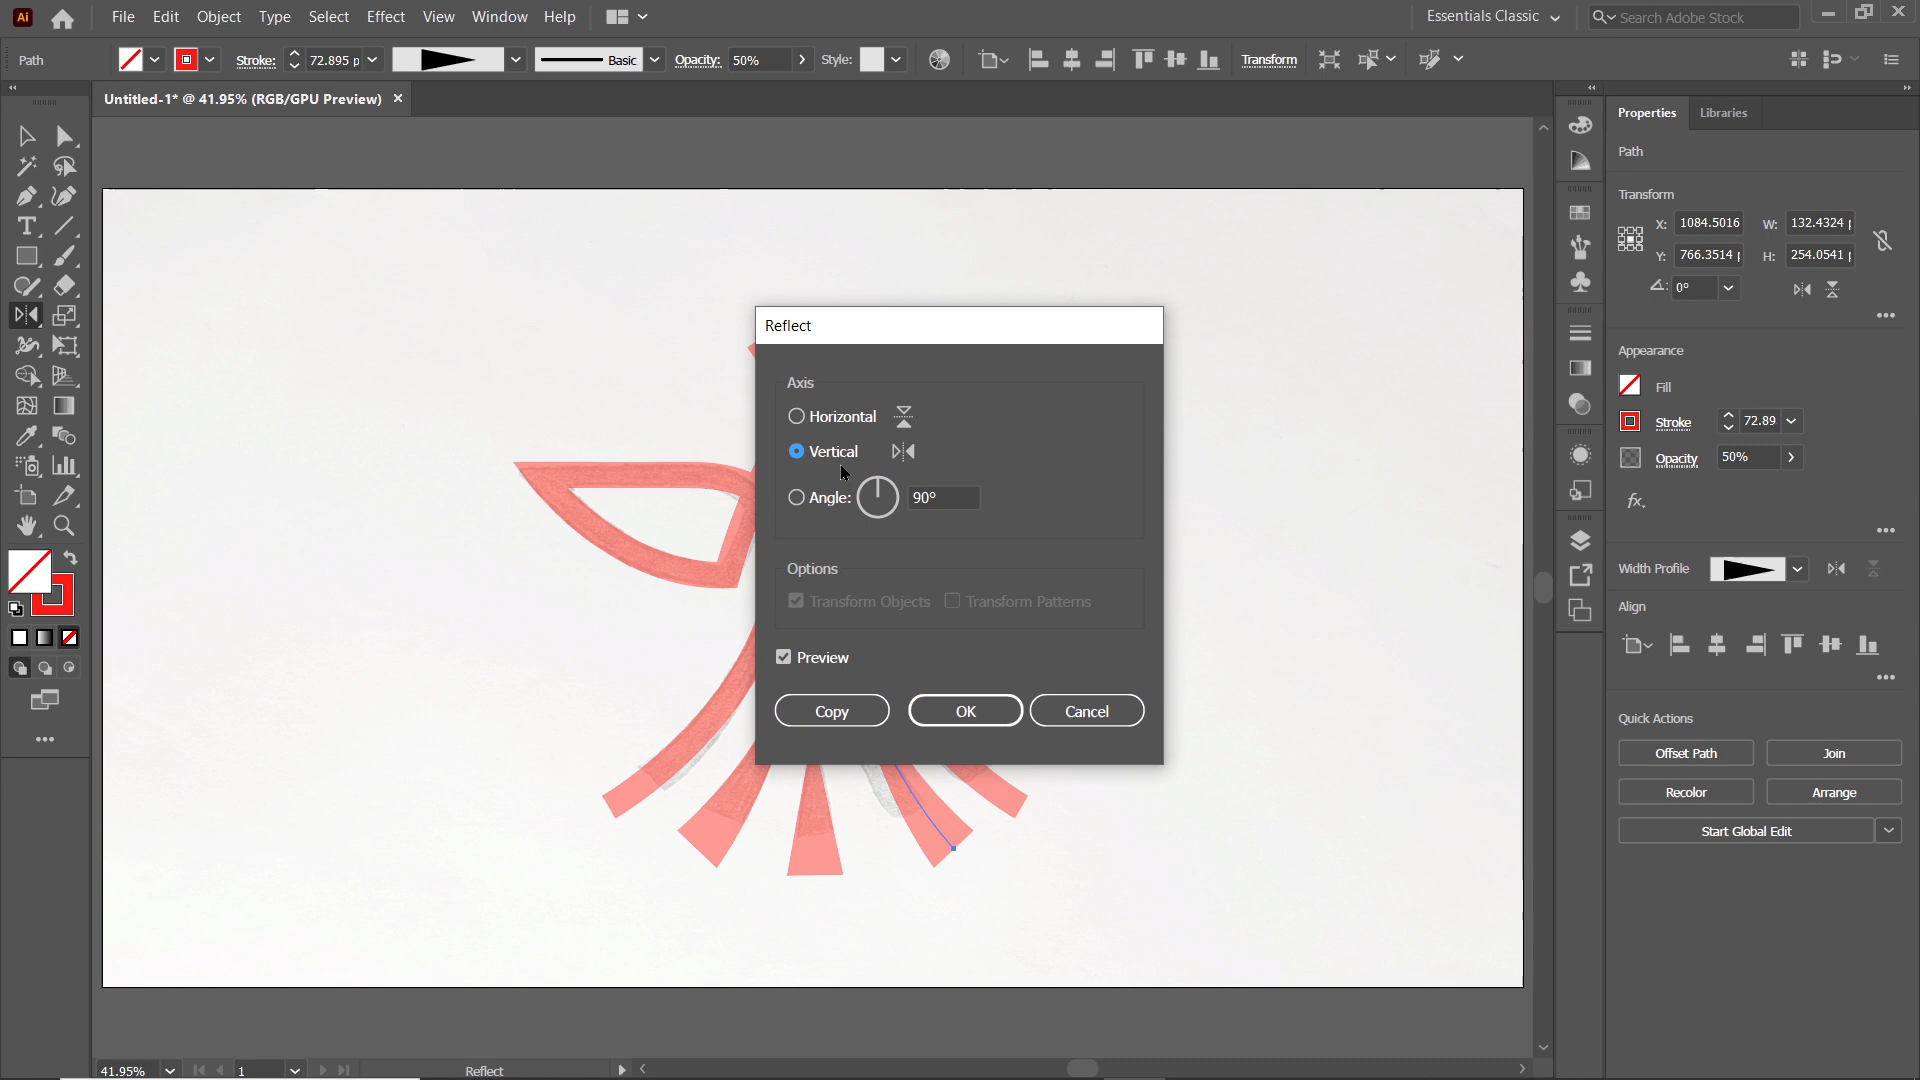 Ai File Edit Object Type Select Effect View Window Help Essentials Classic Search Adobe Stock
Path Stroke: 72.895 p Basic Opacity: 50% Style: Transform
Untitled-1* @ 41.95% (RGB/GPU Preview) ×
Properties Libraries
Path
Transform
X: 1084.5016 W: 132.4324
Y: 766.3514 H: 254.0541
0°
Appearance
Fill
Stroke 72.89
Opacity 50%
fx.
Width Profile
Align
Quick Actions
Offset Path Join
Recolor Arrange
Start Global Edit
Reflect
Axis
Horizontal
Vertical
Angle: 90°
Options
Transform Objects Transform Patterns
Preview
Copy OK Cancel
41.95% 1 Reflect